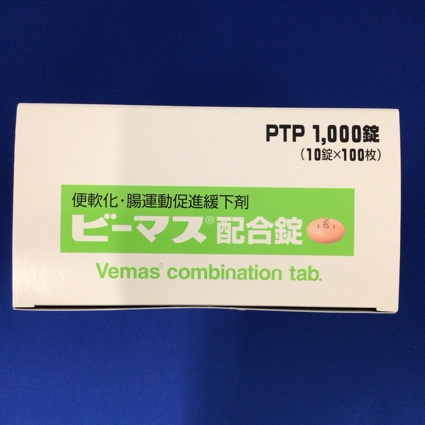 PTP 1,000錠
(10錠×100枚)
便軟化・腸運動促進緩下剤
ビーマス®配合錠
Vemas® combination tab.